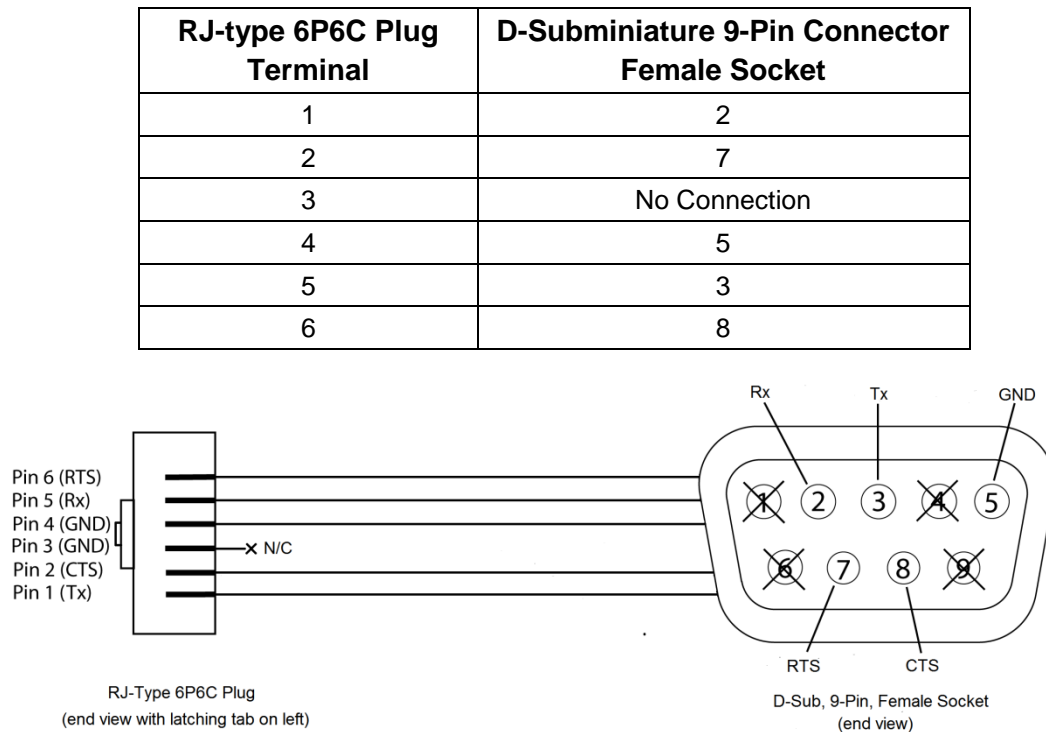 RJ-type 6P6C Plug Terminal D-Subminiature 9-Pin Connector Female Socket
1 2
2 7
3 No Connection
4 5
5 3
6 8
Rx Tx GND
Pin 6 (RTS)
Pin 5 (Rx)
Pin 4 (GND)
Pin 3 (GND)
Pin 2 (CTS)
Pin 1 (Tx)
N/C
1 2 3 4 5
6 7 8 9
RTS CTS
RJ-Type 6P6C Plug
(end view with latching tab on left)
D-Sub, 9-Pin, Female Socket
(end view)